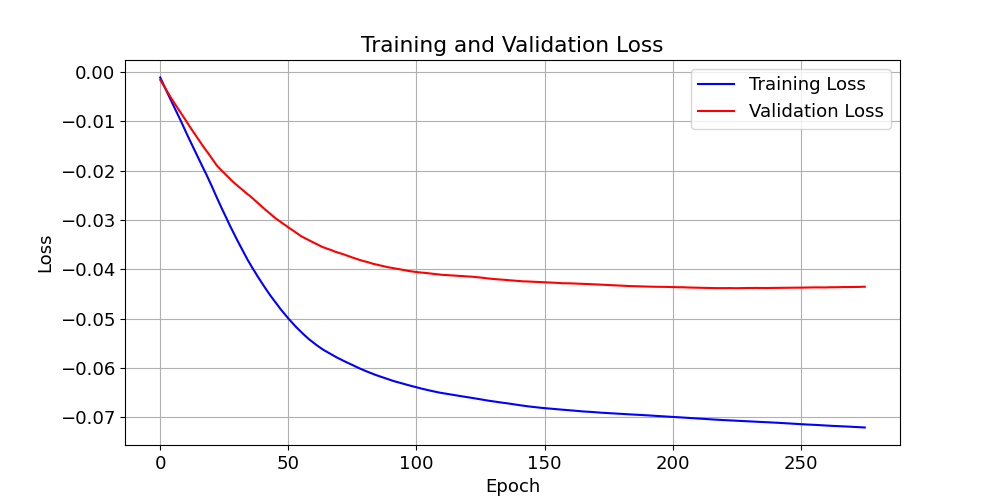 Training and Validation Loss
Training Loss
Validation Loss
0.00
−0.01
−0.02
−0.03
−0.04
−0.05
−0.06
−0.07
Loss
0 50 100 150 200 250
Epoch